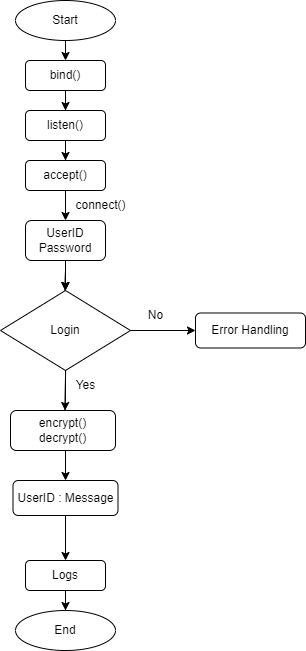 Start
bind()
listen()
accept()
connect()
UserID
Password
Login
No
Error Handling
Yes
encrypt()
decrypt()
UserID : Message
Logs
End